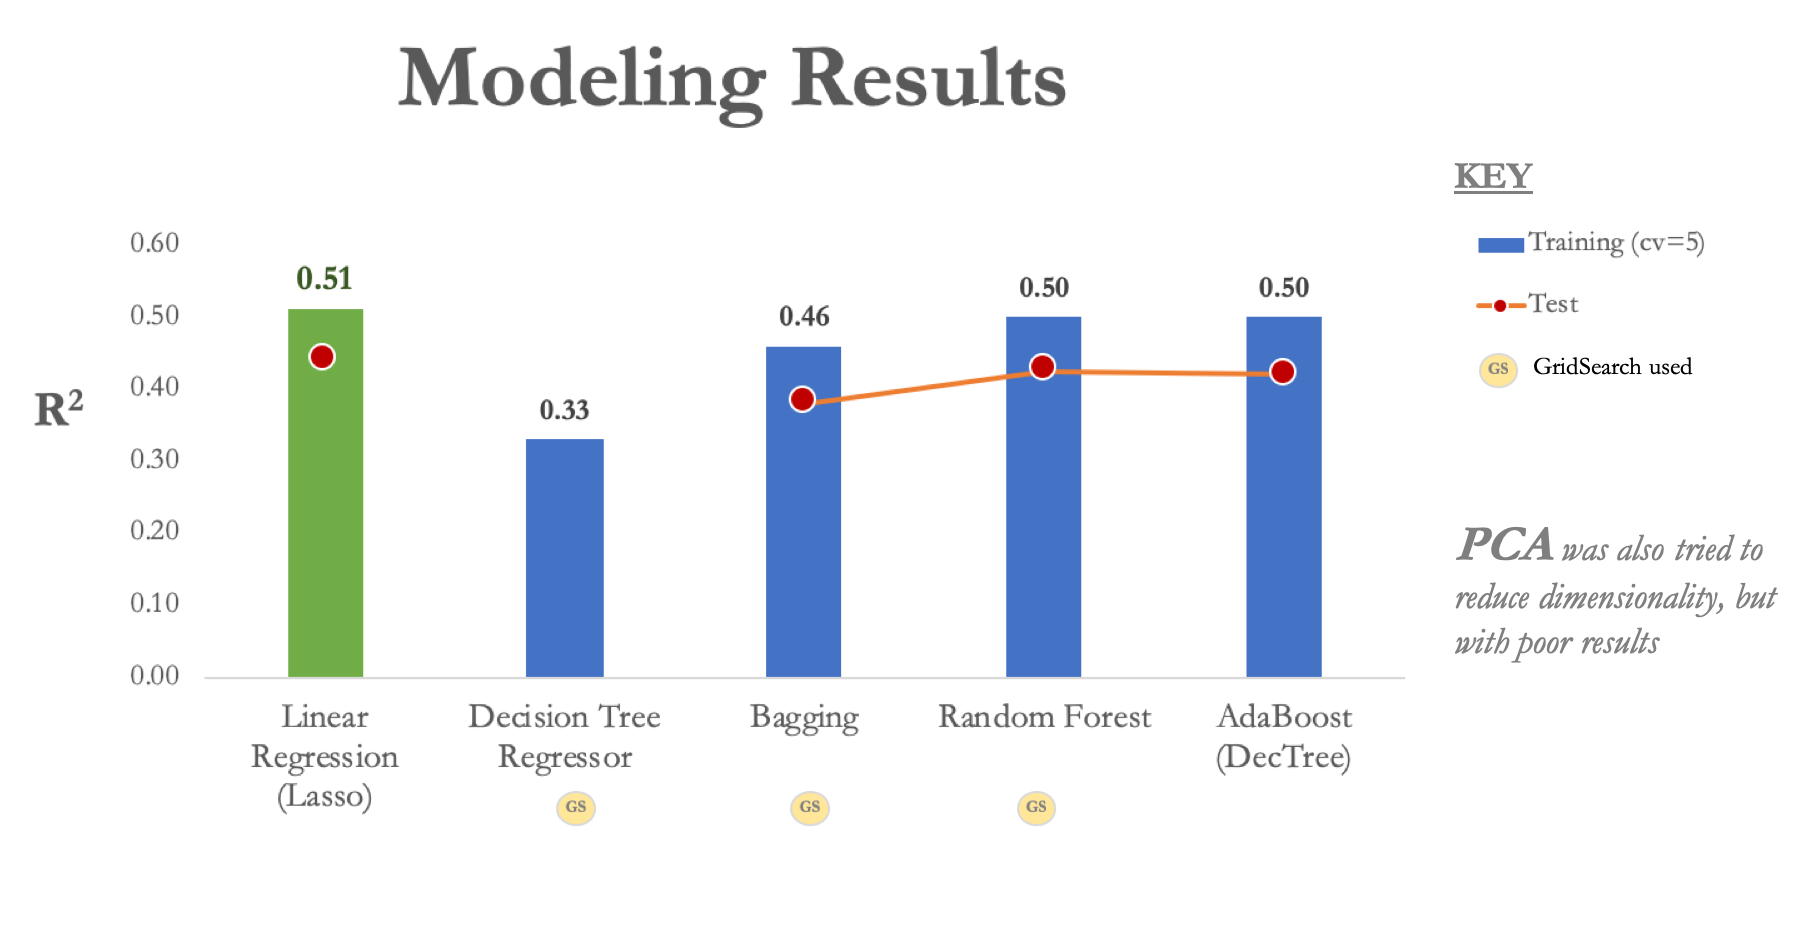 Modeling Results
KEY
Training (cv=5)
Test
GS GridSearch used
PCA was also tried to
reduce dimensionality, but
with poor results
R²
0.60
0.50
0.40
0.30
0.20
0.10
0.00
0.51
0.33
0.46
0.50
0.50
Linear
Regression
(Lasso)
Decision Tree
Regressor
GS
Bagging
GS
Random Forest
GS
AdaBoost
(DecTree)